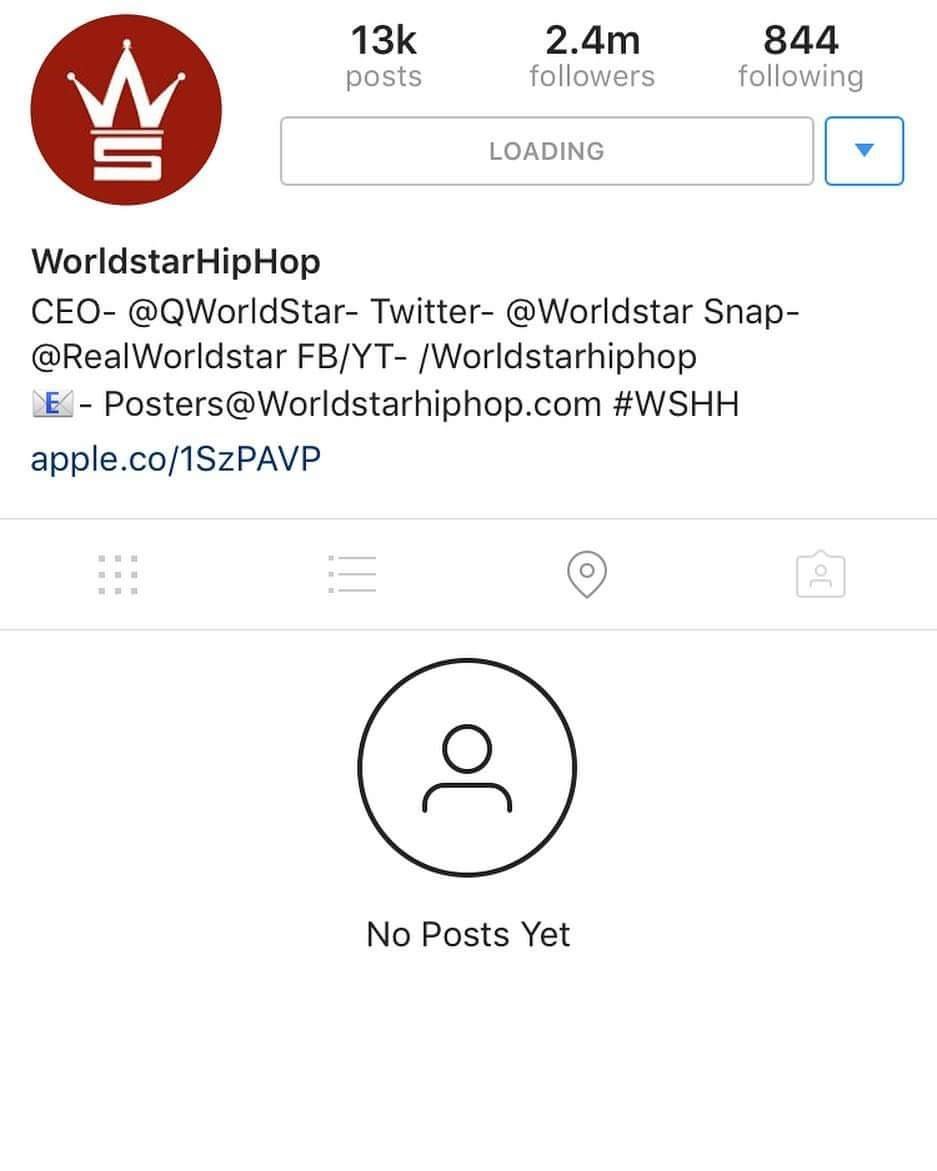 13k 2.4m 844
posts followers following
LOADING
WS
WorldstarHipHop
CEO- @QWorldStar- Twitter- @Worldstar Snap-
@RealWorldstar FB/YT- /Worldstarhiphop
📧- Posters@Worldstarhiphop.com #WSHH
apple.co/1SzPAVP
No Posts Yet